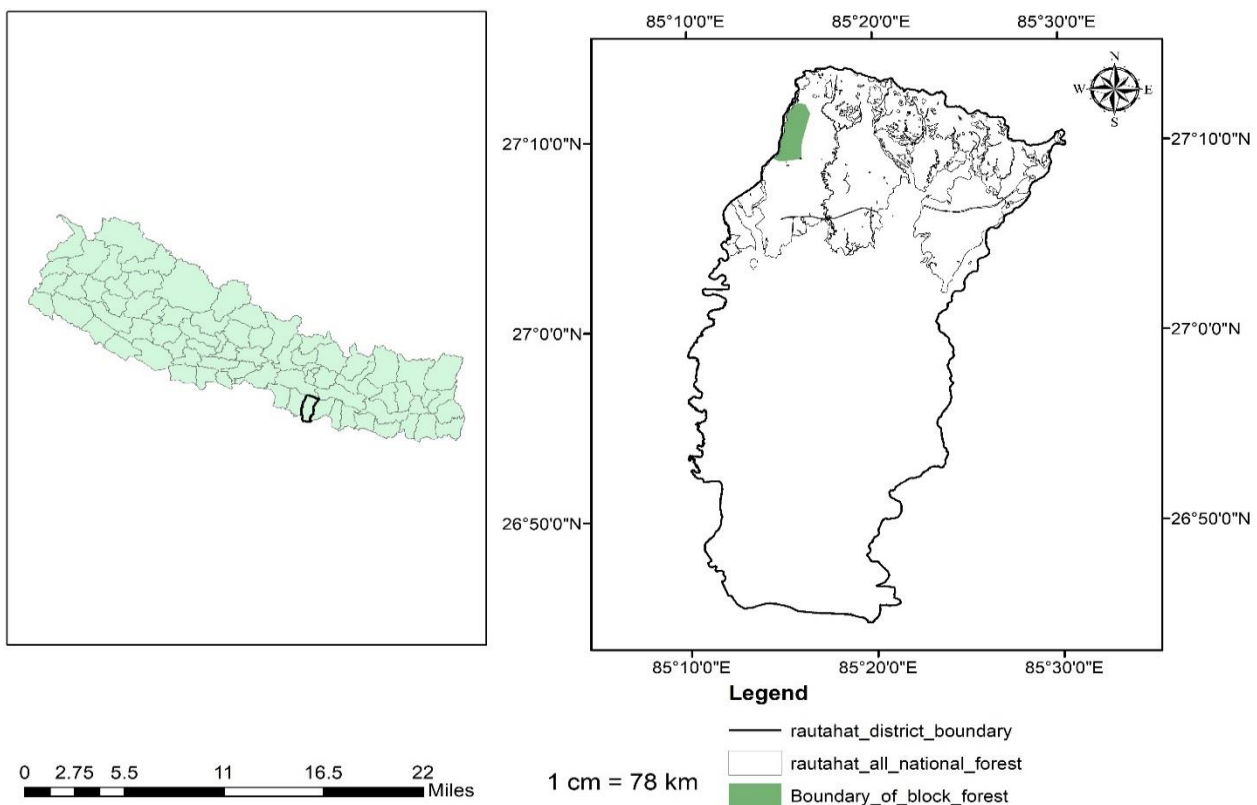 85°10'0"E 85°20'0"E 85°30'0"E
N
W E
S
27°10'0"N 27°10'0"N
27°0'0"N 27°0'0"N
26°50'0"N 26°50'0"N
85°10'0"E 85°20'0"E 85°30'0"E
Legend
rautahat_district_boundary
rautahat_all_national_forest
Boundary_of_block_forest
0 2.75 5.5 11 16.5 22
Miles
1 cm = 78 km